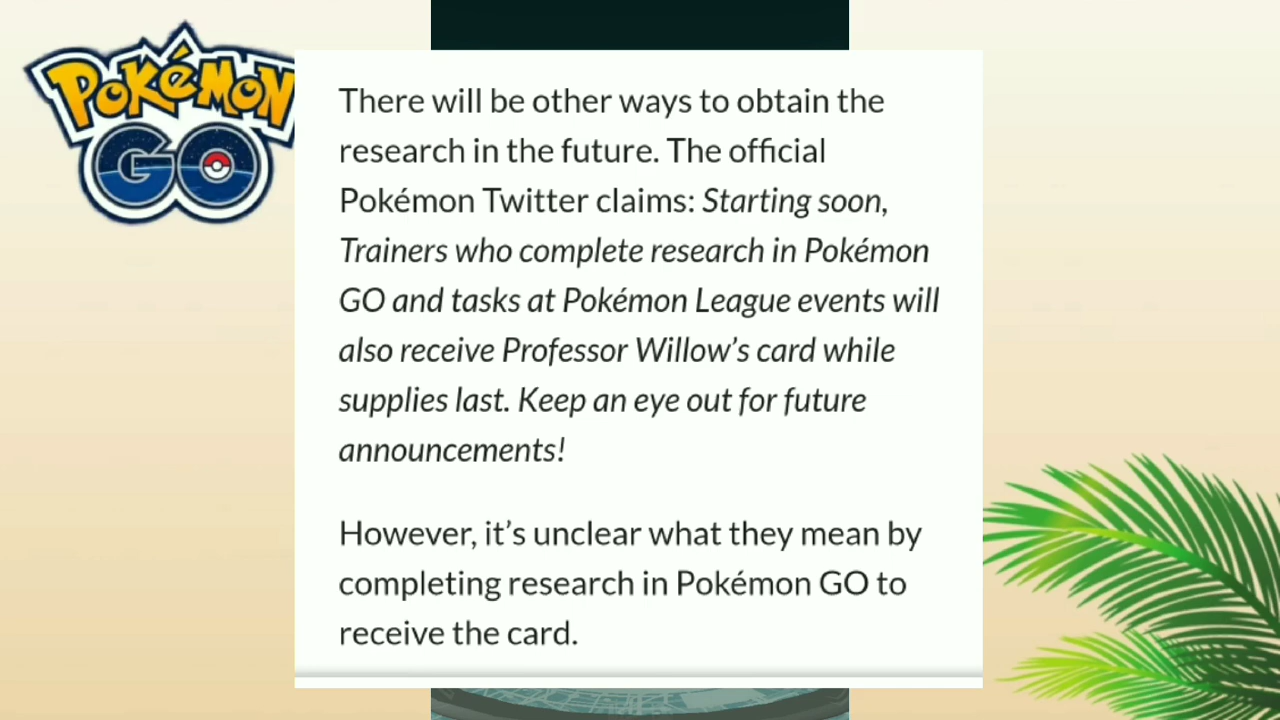 POKÉMON
GO
There will be other ways to obtain the
research in the future. The official
Pokémon Twitter claims: Starting soon,
Trainers who complete research in Pokémon
GO and tasks at Pokémon League events will
also receive Professor Willow’s card while
supplies last. Keep an eye out for future
announcements!
However, it’s unclear what they mean by
completing research in Pokémon GO to
receive the card.